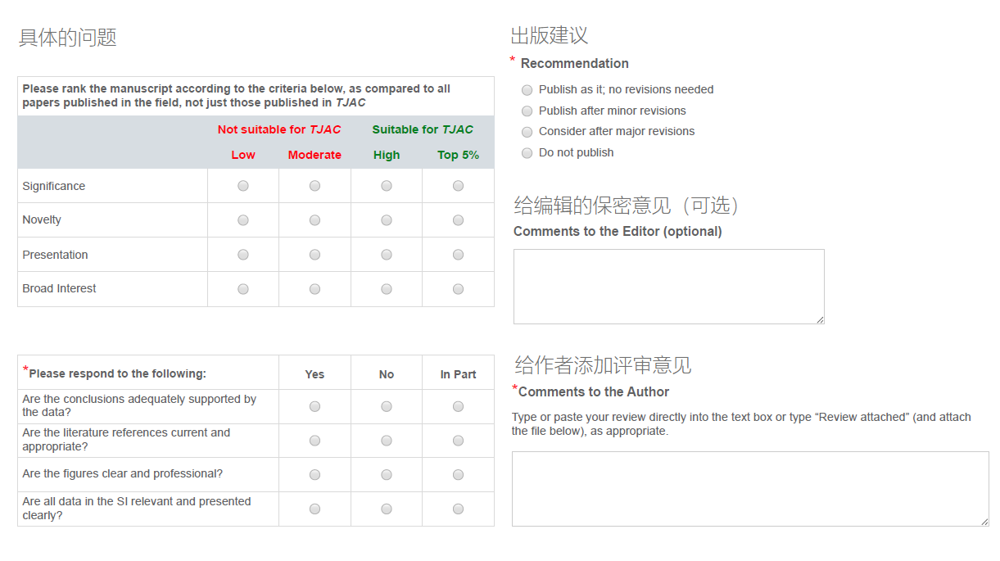 具体的问题
Please rank the manuscript according to the criteria below, as compared to all
papers published in the field, not just those published in TJAC
Not suitable for TJAC Suitable for TJAC
Low Moderate High Top 5%
Significance
Novelty
Presentation
Broad Interest
*Please respond to the following: Yes No In Part
Are the conclusions adequately supported by
the data?
Are the literature references current and
appropriate?
Are the figures clear and professional?
Are all data in the SI relevant and presented
clearly?
出版建议
* Recommendation
Publish as it; no revisions needed
Publish after minor revisions
Consider after major revisions
Do not publish
给编辑的保密意见（可选）
Comments to the Editor (optional)
给作者添加评审意见
*Comments to the Author
Type or paste your review directly into the text box or type “Review attached” (and attach
the file below), as appropriate.